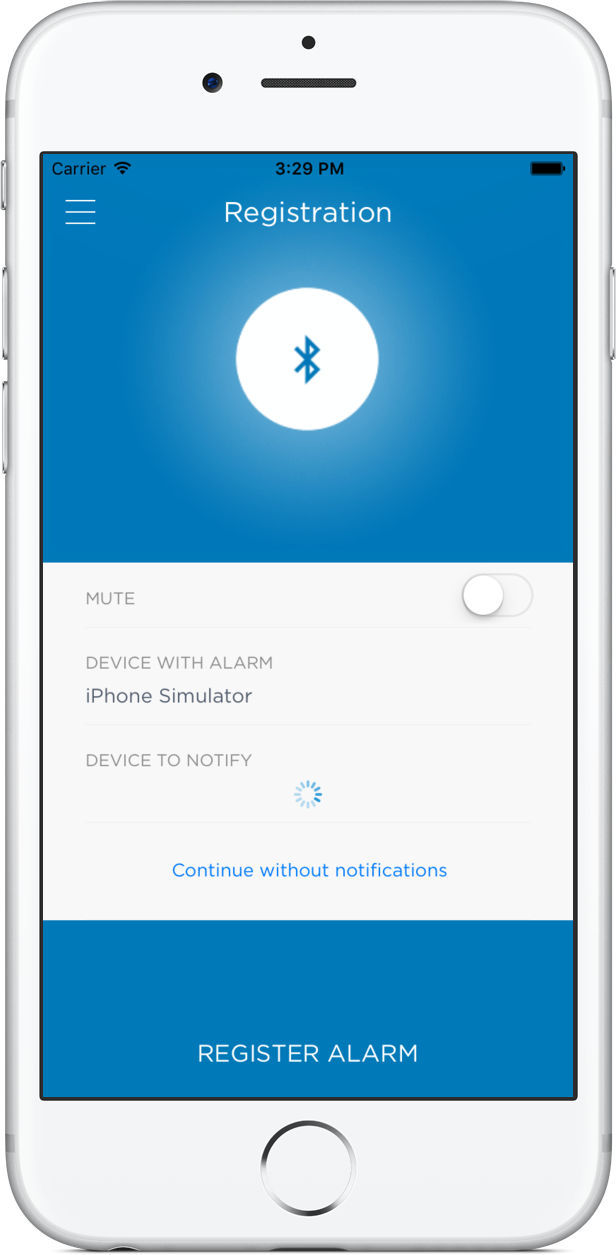 Carrier 3:29 PM
Registration
MUTE
DEVICE WITH ALARM
iPhone Simulator
DEVICE TO NOTIFY
Continue without notifications
REGISTER ALARM